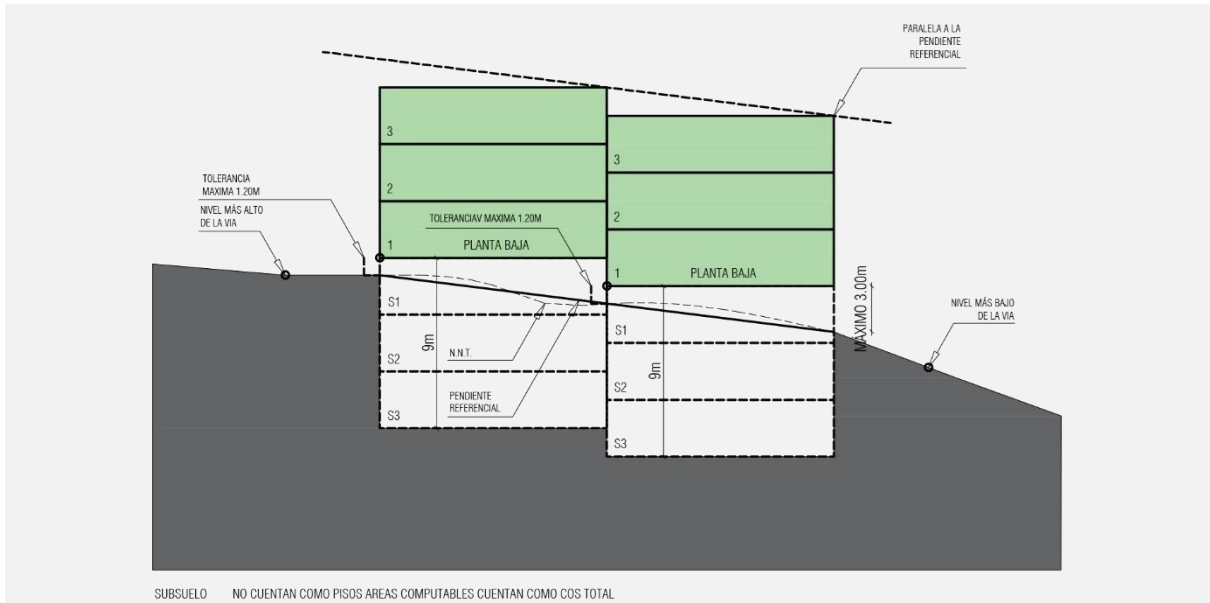 PARALELA A LA
PENDIENTE
REFERENCIAL
3
3
TOLERANCIA
MAXIMA 1.20M
2
NIVEL MÁS ALTO
DE LA VIA
TOLERANCIAV MAXIMA 1.20M
2
1 PLANTA BAJA
1 PLANTA BAJA
S1
MÁXIMO 3.00m
NIVEL MÁS BAJO
DE LA VIA
S1
9m
N.N.T.
S2
9m
S2
PENDIENTE
REFERENCIAL
S3
S3
SUBSUELO NO CUENTAN COMO PISOS AREAS COMPUTABLES CUENTAN COMO COS TOTAL